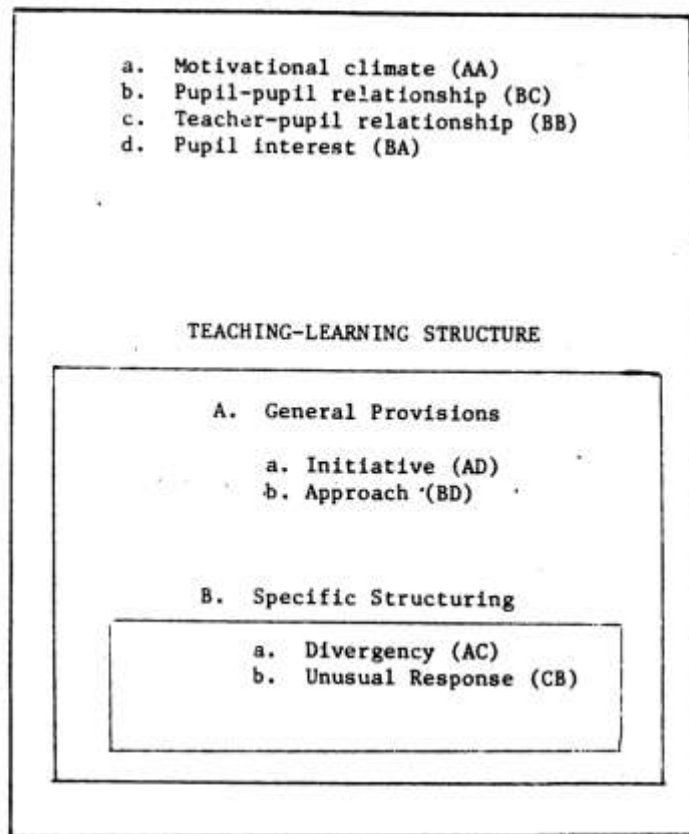 a. Motivational climate (AA)
b. Pupil-pupil relationship (BC)
c. Teacher-pupil relationship (BB)
d. Pupil interest (BA)
TEACHING-LEARNING STRUCTURE
A. General Provisions
a. Initiative (AD)
b. Approach (BD)
B. Specific Structuring
a. Divergency (AC)
b. Unusual Response (CB)